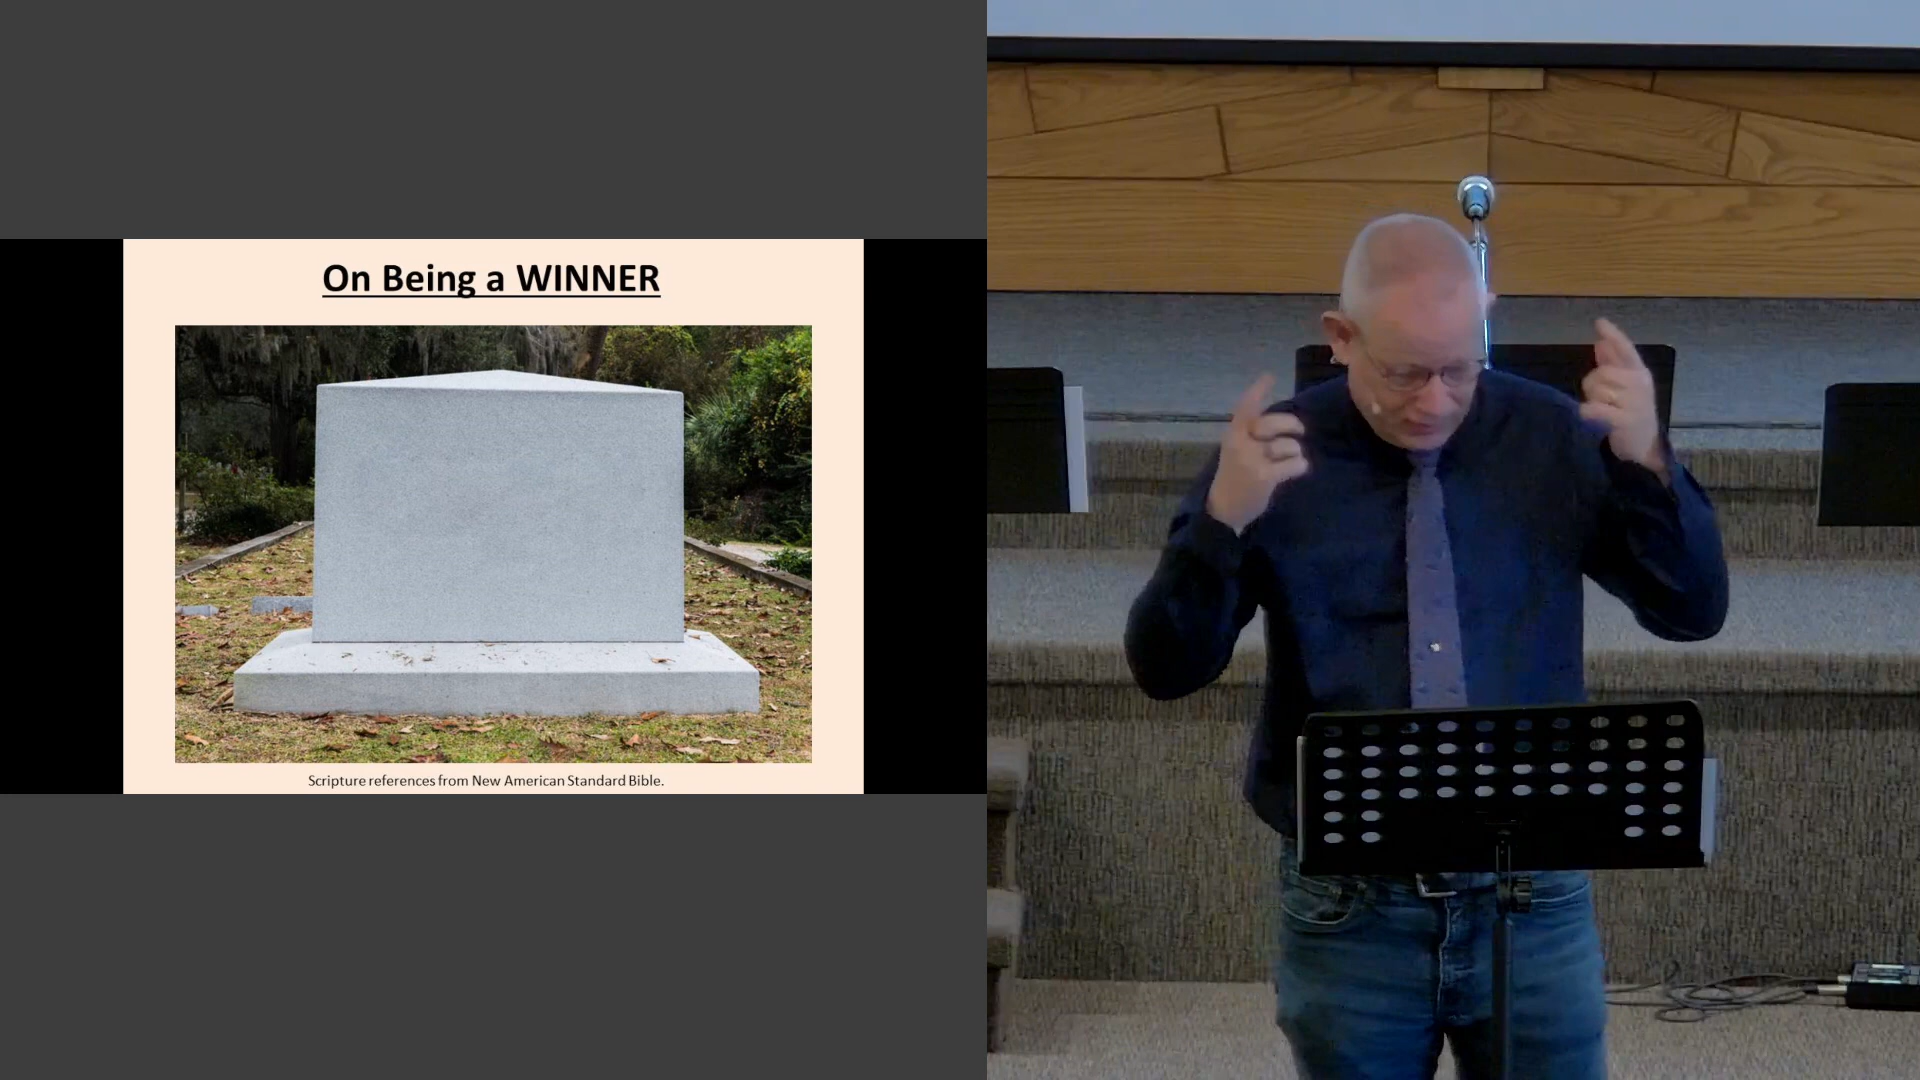 On Being a WINNER
Scripture references from New American Standard Bible.